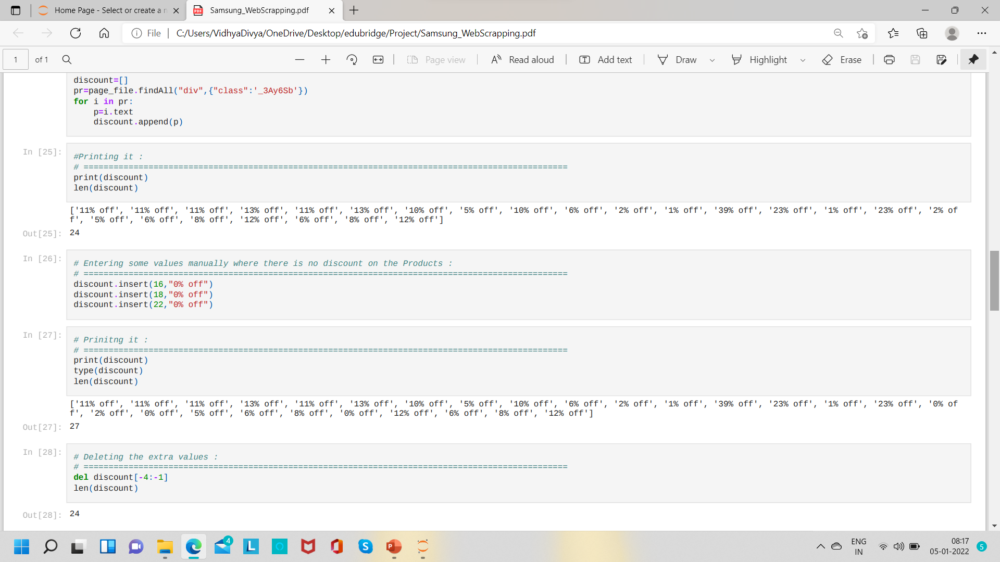 Home Page - Select or create a n
Samsung_WebScrapping.pdf
File
C:/Users/VidhyaDivya/OneDrive/Desktop/edubridge/Project/Samsung_WebScrapping.pdf
1 of 1 Page view Read aloud Add text Draw Highlight Erase
discount=[]
pr=page_file.findAll("div",{"class":'_3Ay6Sb'})
for i in pr:
    p=i.text
    discount.append(p)
In [25]:
#Printing it :
# =================================================================================================
print(discount)
len(discount)
['11% off', '11% off', '11% off', '13% off', '11% off', '13% off', '10% off', '5% off', '10% off', '6% off', '2% off', '1% off', '39% off', '23% off', '1% off', '23% off', '2% of
f', '5% off', '6% off', '8% off', '12% off', '6% off', '8% off', '12% off']
Out[25]: 24
In [26]:
# Entering some values manually where there is no discount on the Products :
# =================================================================================================
discount.insert(16,"0% off")
discount.insert(18,"0% off")
discount.insert(22,"0% off")
In [27]:
# Prinitng it :
# =================================================================================================
print(discount)
type(discount)
len(discount)
['11% off', '11% off', '11% off', '13% off', '11% off', '13% off', '10% off', '5% off', '10% off', '6% off', '2% off', '1% off', '39% off', '23% off', '1% off', '23% off', '0% of
f', '2% off', '0% off', '5% off', '6% off', '8% off', '0% off', '12% off', '6% off', '8% off', '12% off']
Out[27]: 27
In [28]:
# Deleting the extra values :
# =================================================================================================
del discount[-4:-1]
len(discount)
Out[28]: 24
4
ENG
IN
08:17
05-01-2022
5